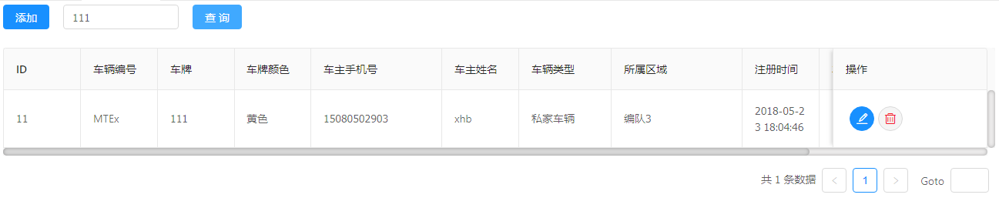 添加 111 查 询
ID 车辆编号 车牌 车牌颜色 车主手机号 车主姓名 车辆类型 所属区域 注册时间 操作
11 MTEx 111 黄色 15080502903 xhb 私家车辆 编队3 2018-05-2
3 18:04:46
共 1 条数据 < 1 > Goto